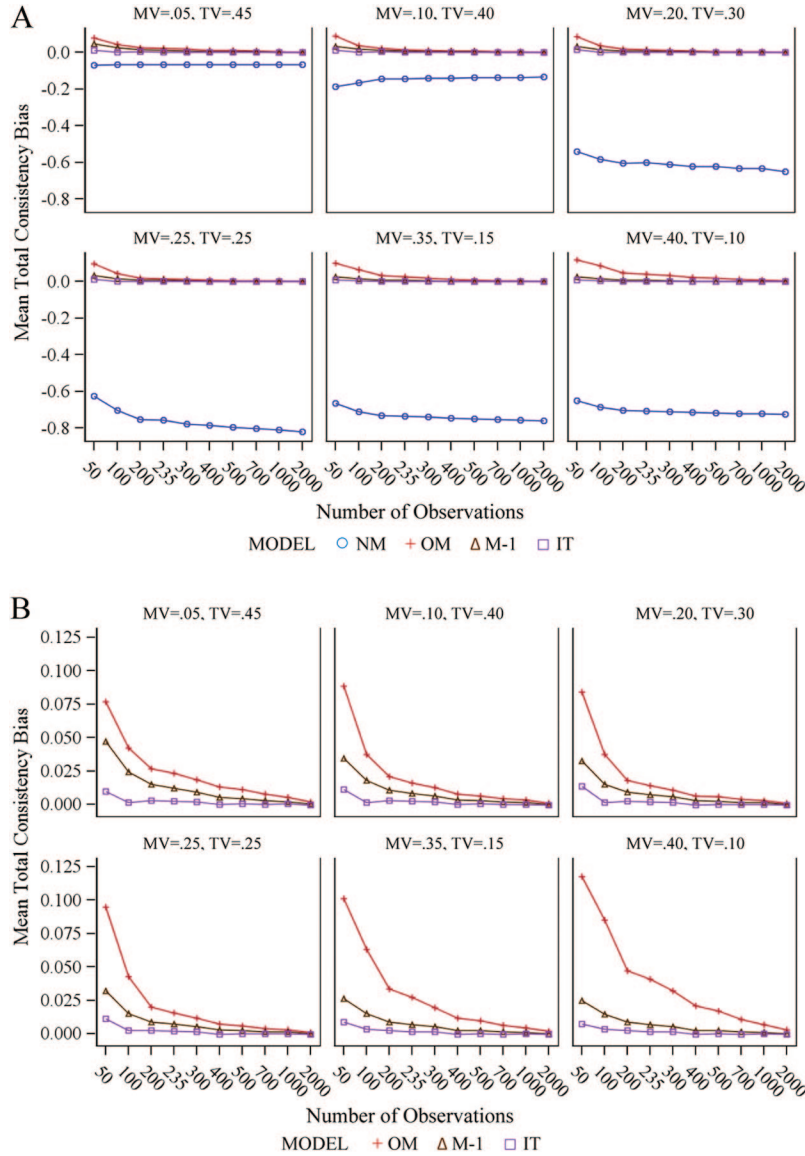 A
MV=.05, TV=.45 MV=.10, TV=.40 MV=.20, TV=.30
0.0
-0.2
-0.4
-0.6
-0.8
MV=.25, TV=.25 MV=.35, TV=.15 MV=.40, TV=.10
0.0
-0.2
-0.4
-0.6
-0.8
Mean Total Consistency Bias
50 100 200 235 300 400 500 700 1000 2000 50 100 200 235 300 400 500 700 1000 2000 50 100 200 235 300 400 500 700 1000 2000
Number of Observations
MODEL NM OM M-1 IT
B
MV=.05, TV=.45 MV=.10, TV=.40 MV=.20, TV=.30
0.125
0.100
0.075
0.050
0.025
0.000
MV=.25, TV=.25 MV=.35, TV=.15 MV=.40, TV=.10
0.125
0.100
0.075
0.050
0.025
0.000
Mean Total Consistency Bias
50 100 200 235 300 400 500 700 1000 2000 50 100 200 235 300 400 500 700 1000 2000 50 100 200 235 300 400 500 700 1000 2000
Number of Observations
MODEL OM M-1 IT